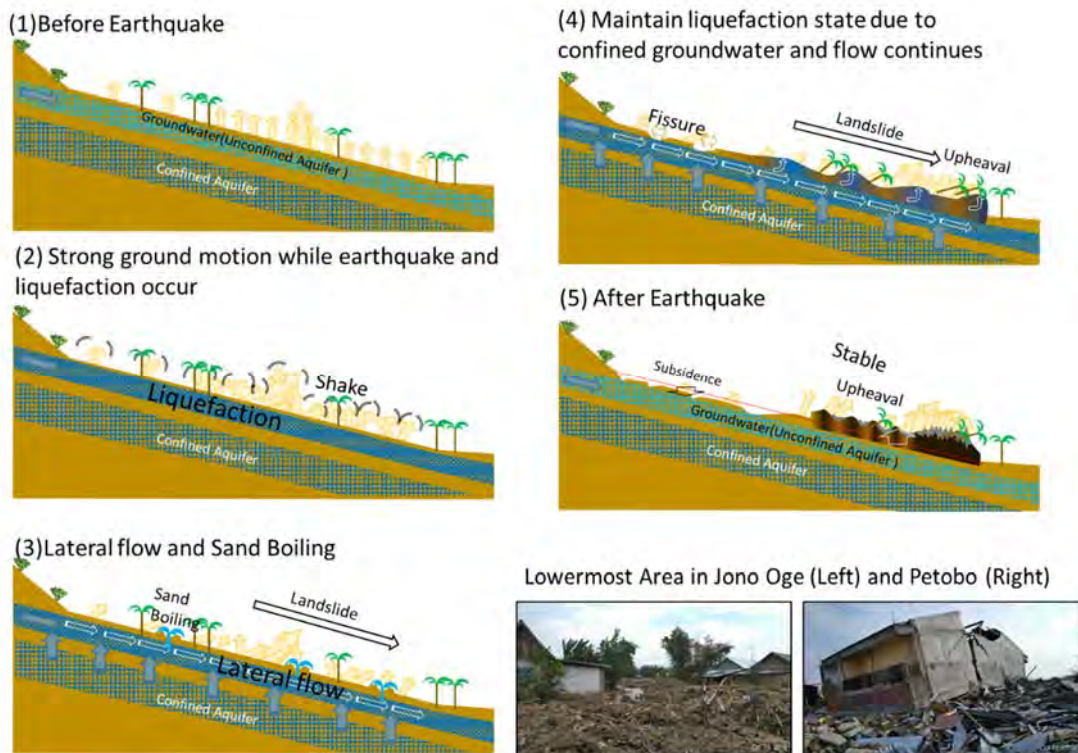 (1)Before Earthquake
Groundwater(Unconfined Aquifer )
Confined Aquifer
(2) Strong ground motion while earthquake and
liquefaction occur
Shake
Liquefaction
Confined Aquifer
(3)Lateral flow and Sand Boiling
Sand
Boiling
Landslide
Lateral flow
Confined Aquifer
(4) Maintain liquefaction state due to
confined groundwater and flow continues
Fissure
Landslide
Upheaval
Confined Aquifer
(5) After Earthquake
Stable
Subsidence
Upheaval
Groundwater(Unconfined Aquifer )
Confined Aquifer
Lowermost Area in Jono Oge (Left) and Petobo (Right)